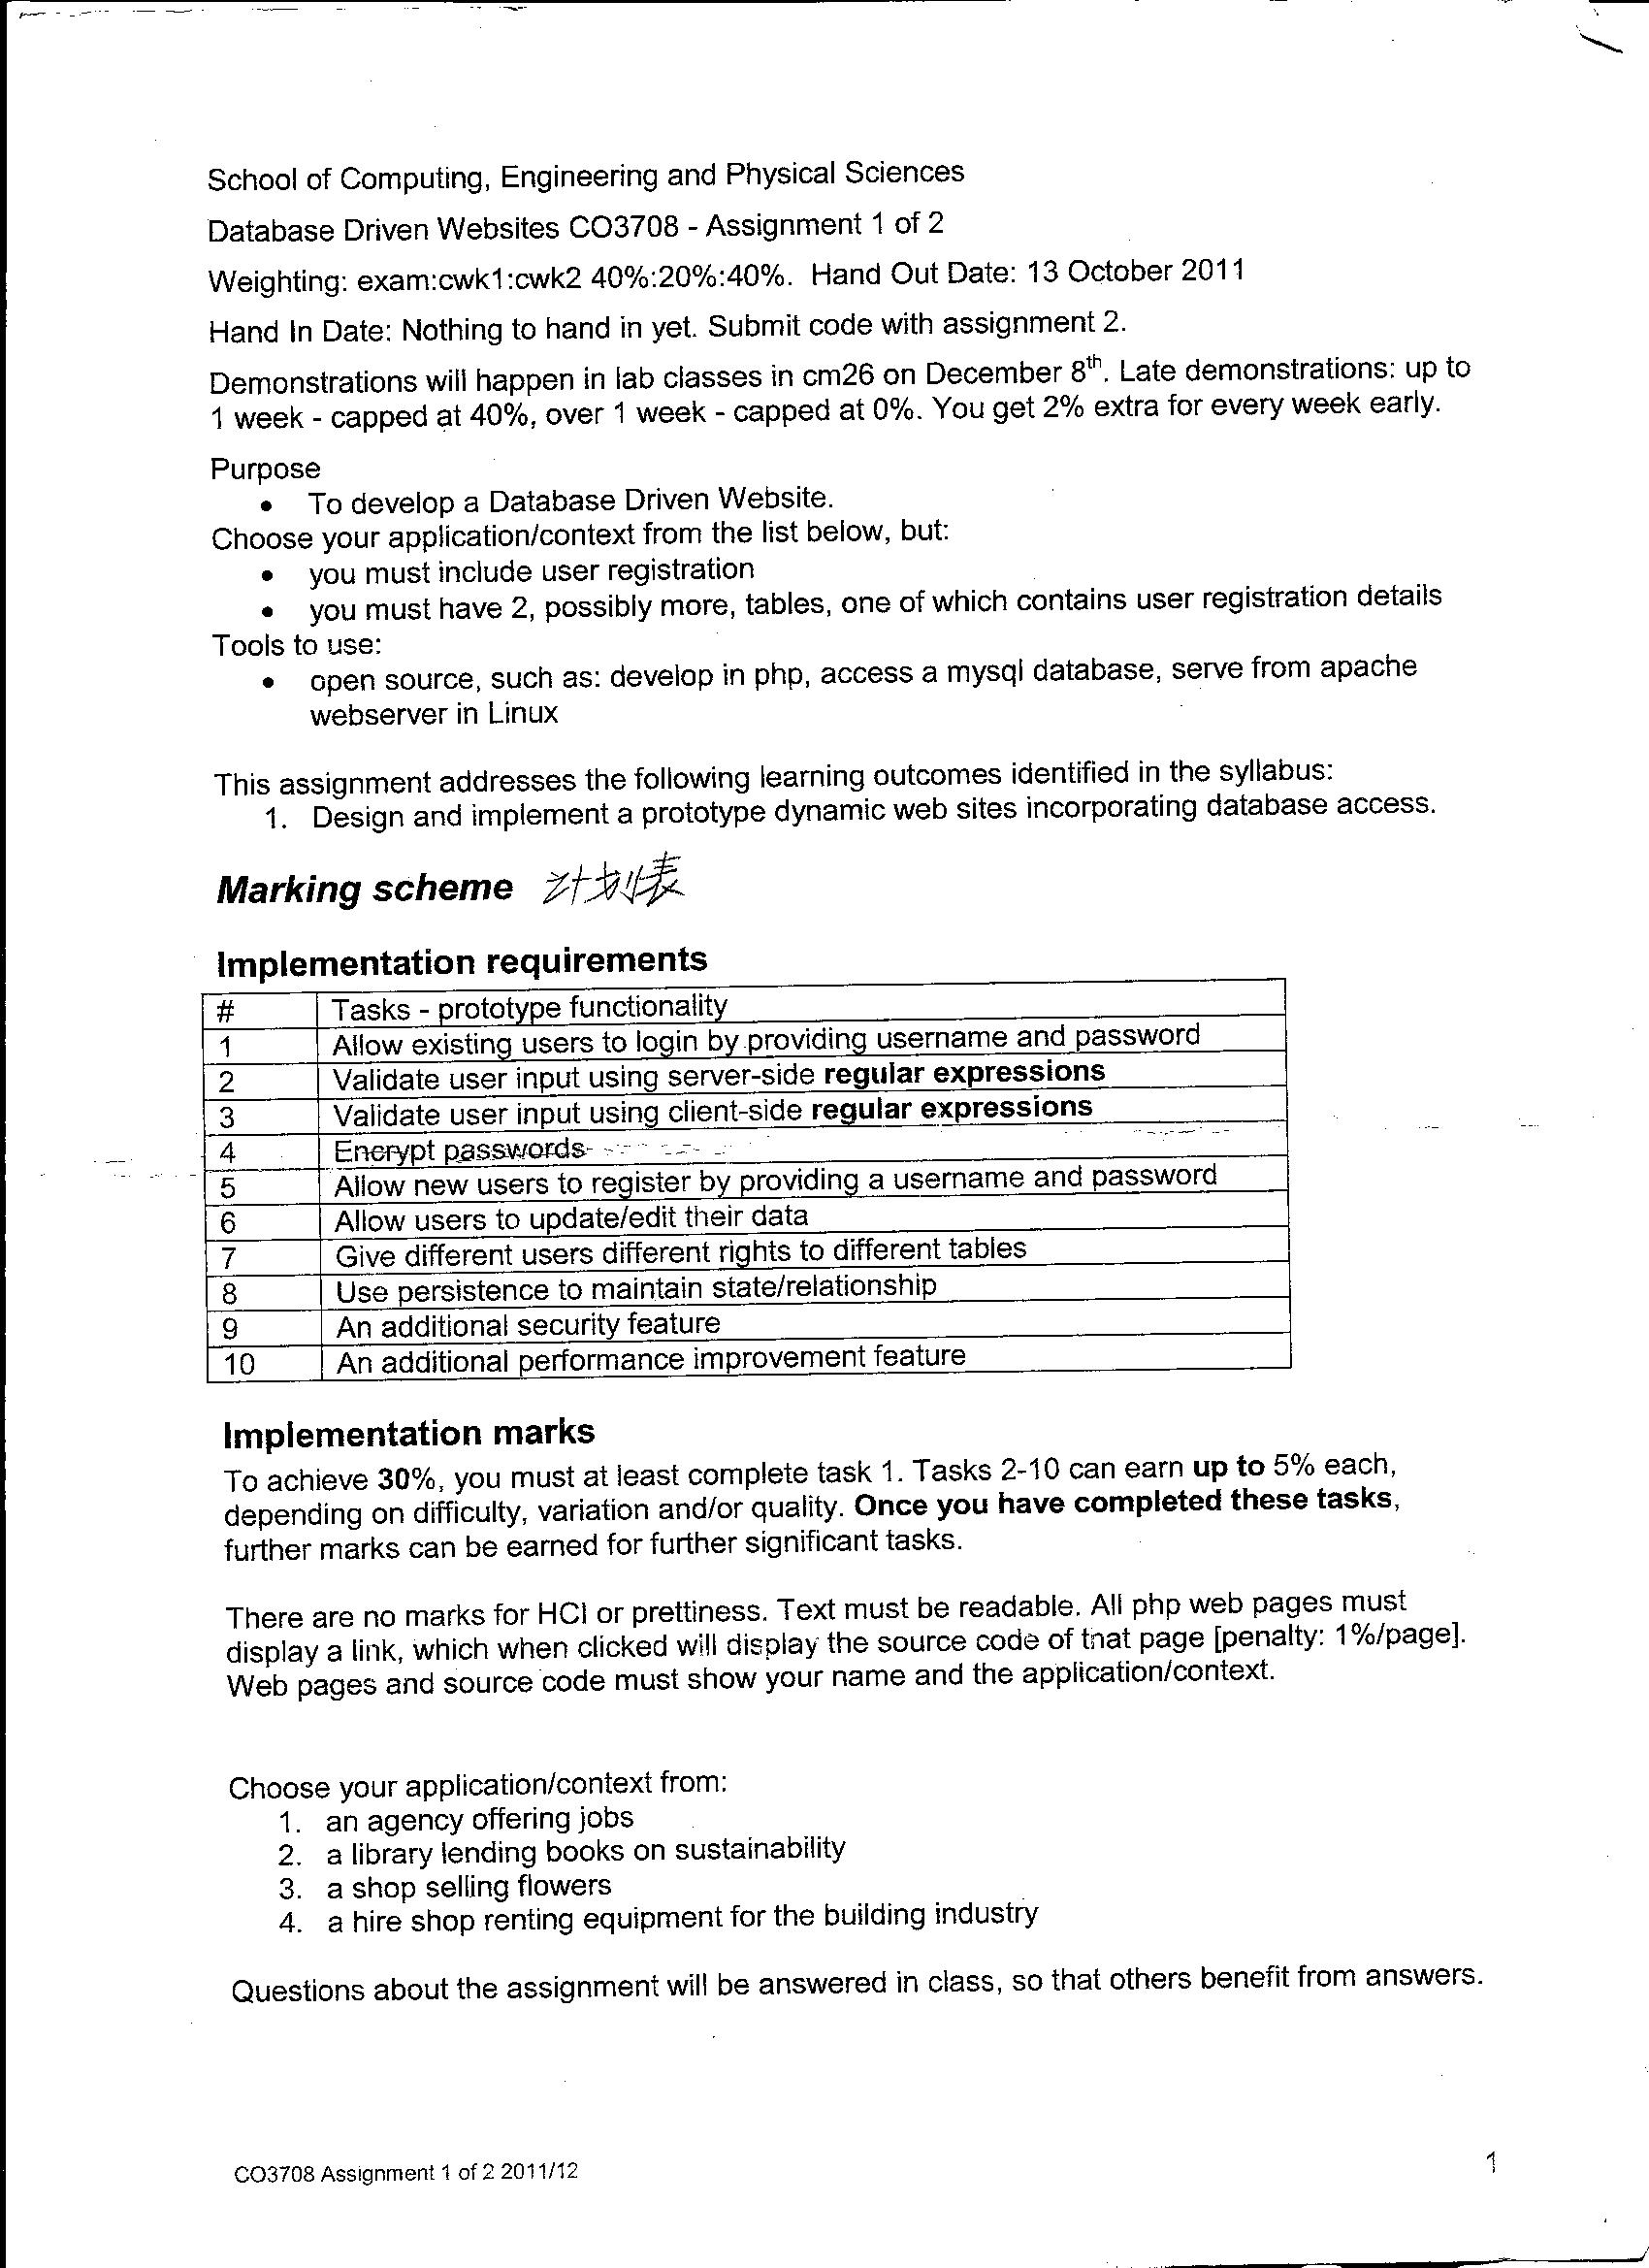 School of Computing, Engineering and Physical Sciences
Database Driven Websites CO3708 - Assignment 1 of 2
Weighting: exam:cwk1:cwk2 40%:20%:40%. Hand Out Date: 13 October 2011
Hand In Date: Nothing to hand in yet. Submit code with assignment 2.
Demonstrations will happen in lab classes in cm26 on December 8th. Late demonstrations: up to
1 week - capped at 40%, over 1 week - capped at 0%. You get 2% extra for every week early.
Purpose
• To develop a Database Driven Website.
Choose your application/context from the list below, but:
• you must include user registration
• you must have 2, possibly more, tables, one of which contains user registration details
Tools to use:
• open source, such as: develop in php, access a mysql database, serve from apache
webserver in Linux
This assignment addresses the following learning outcomes identified in the syllabus:
1. Design and implement a prototype dynamic web sites incorporating database access.
Marking scheme 计划表
Implementation requirements
# Tasks - prototype functionality
1 Allow existing users to login by providing username and password
2 Validate user input using server-side regular expressions
3 Validate user input using client-side regular expressions
4 Encrypt passwords
5 Allow new users to register by providing a username and password
6 Allow users to update/edit their data
7 Give different users different rights to different tables
8 Use persistence to maintain state/relationship
9 An additional security feature
10 An additional performance improvement feature
Implementation marks
To achieve 30%, you must at least complete task 1. Tasks 2-10 can earn up to 5% each,
depending on difficulty, variation and/or quality. Once you have completed these tasks,
further marks can be earned for further significant tasks.
There are no marks for HCI or prettiness. Text must be readable. All php web pages must
display a link, which when clicked will display the source code of that page [penalty: 1%/page].
Web pages and source code must show your name and the application/context.
Choose your application/context from:
1. an agency offering jobs
2. a library lending books on sustainability
3. a shop selling flowers
4. a hire shop renting equipment for the building industry
Questions about the assignment will be answered in class, so that others benefit from answers.
CO3708 Assignment 1 of 2 2011/12 1